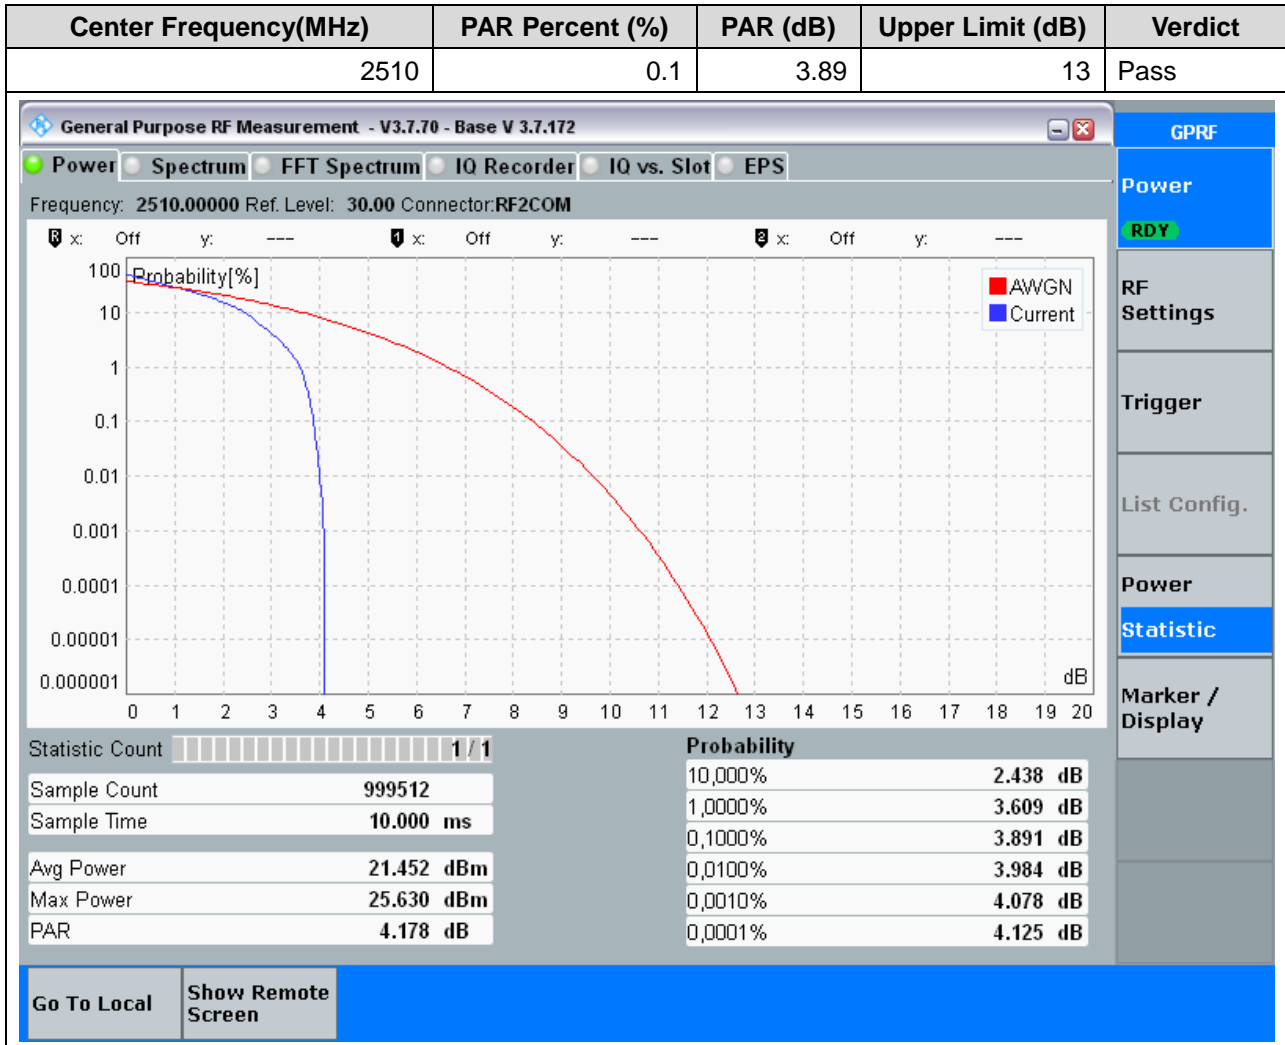 Center Frequency(MHz) PAR Percent (%) PAR (dB) Upper Limit (dB) Verdict
2510 0.1 3.89 13 Pass
General Purpose RF Measurement - V3.7.70 - Base V 3.7.172
GPRF
Power Spectrum FFT Spectrum IQ Recorder IQ vs. Slot EPS
Power
RDY
Frequency: 2510.00000 Ref. Level: 30.00 Connector:RF2COM
R x: Off y: --- 1 x: Off y: --- 2 x: Off y: ---
Probability[%]
100
10
1
0.1
0.01
0.001
0.0001
0.00001
0.000001
AWGN
Current
dB
0 1 2 3 4 5 6 7 8 9 10 11 12 13 14 15 16 17 18 19 20
RF
Settings
Trigger
List Config.
Power
Statistic
Marker /
Display
Statistic Count 1 / 1
Sample Count 999512
Sample Time 10.000 ms
Avg Power 21.452 dBm
Max Power 25.630 dBm
PAR 4.178 dB
Probability
10,000% 2.438 dB
1,0000% 3.609 dB
0,1000% 3.891 dB
0,0100% 3.984 dB
0,0010% 4.078 dB
0,0001% 4.125 dB
Go To Local
Show Remote
Screen